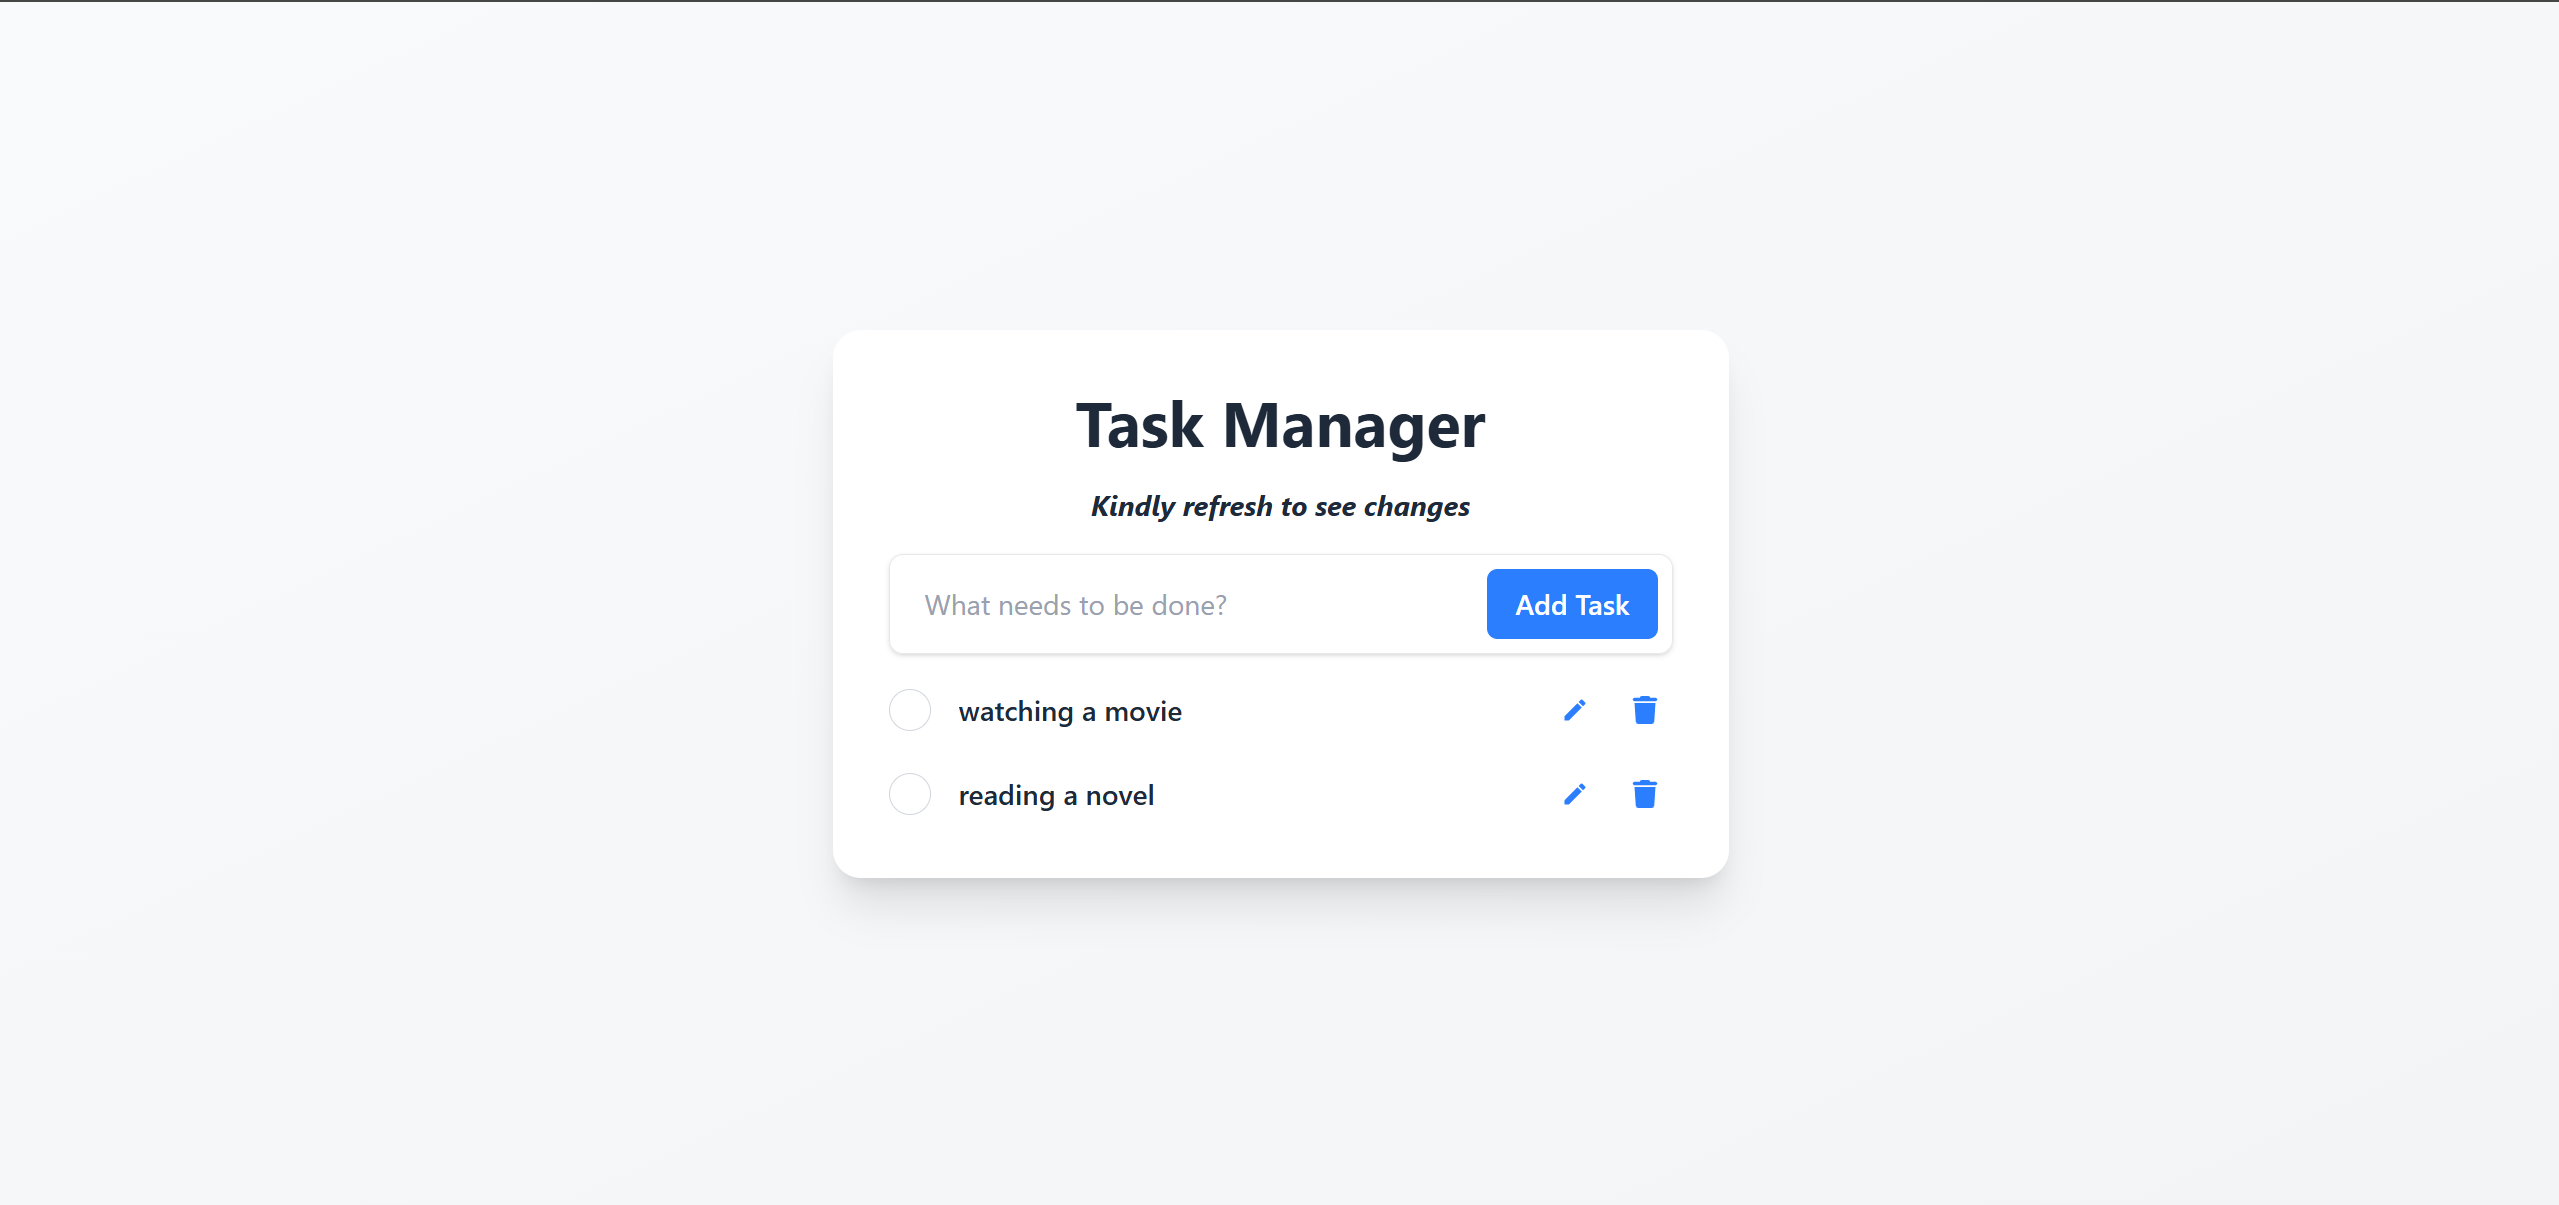 Task Manager
Kindly refresh to see changes
What needs to be done?
Add Task
watching a movie
reading a novel